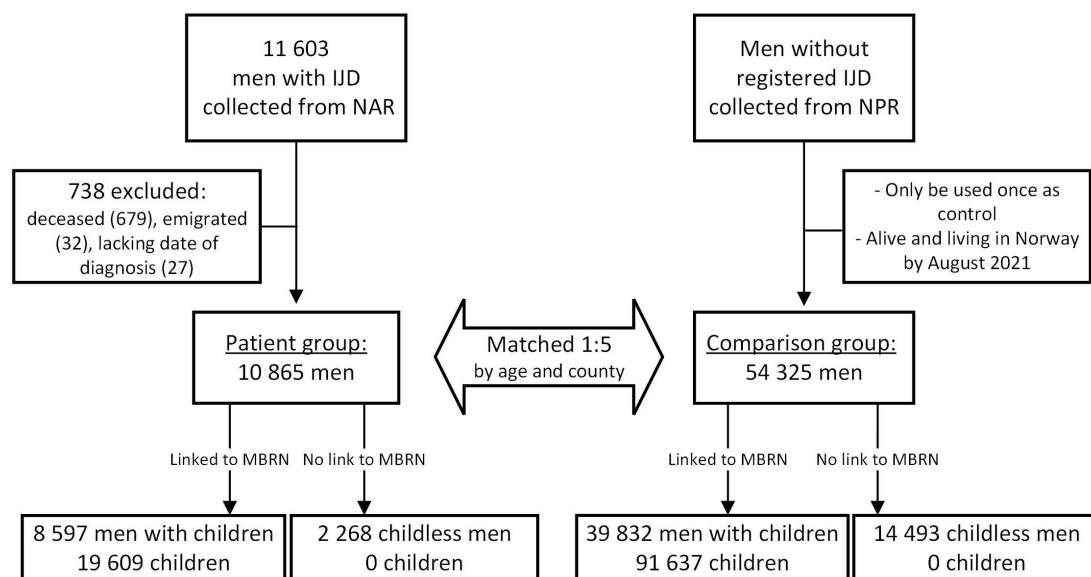 11 603
men with IJD
collected from NAR
Men without
registered IJD
collected from NPR
738 excluded:
deceased (679), emigrated
(32), lacking date of
diagnosis (27)
- Only be used once as
control
- Alive and living in Norway
by August 2021
Patient group:
10 865 men
Matched 1:5
by age and county
Comparison group:
54 325 men
Linked to MBRN
No link to MBRN
Linked to MBRN
No link to MBRN
8 597 men with children
19 609 children
2 268 childless men
0 children
39 832 men with children
91 637 children
14 493 childless men
0 children